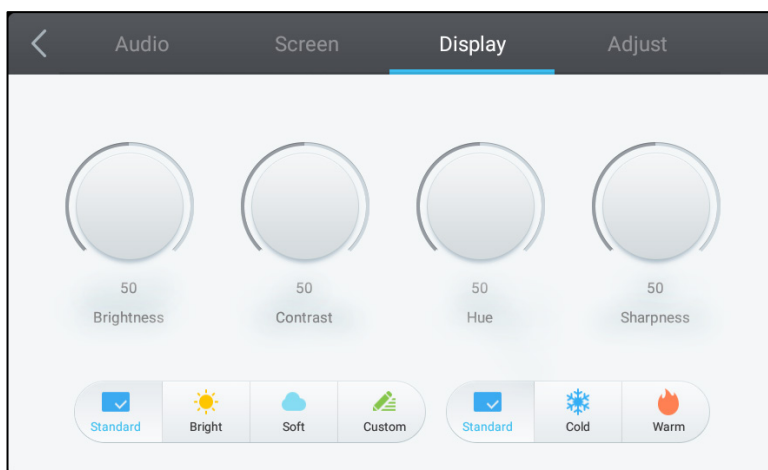 Audio Screen Display Adjust
50 50 50 50
Brightness Contrast Hue Sharpness
Standard Bright Soft Custom Standard Cold Warm